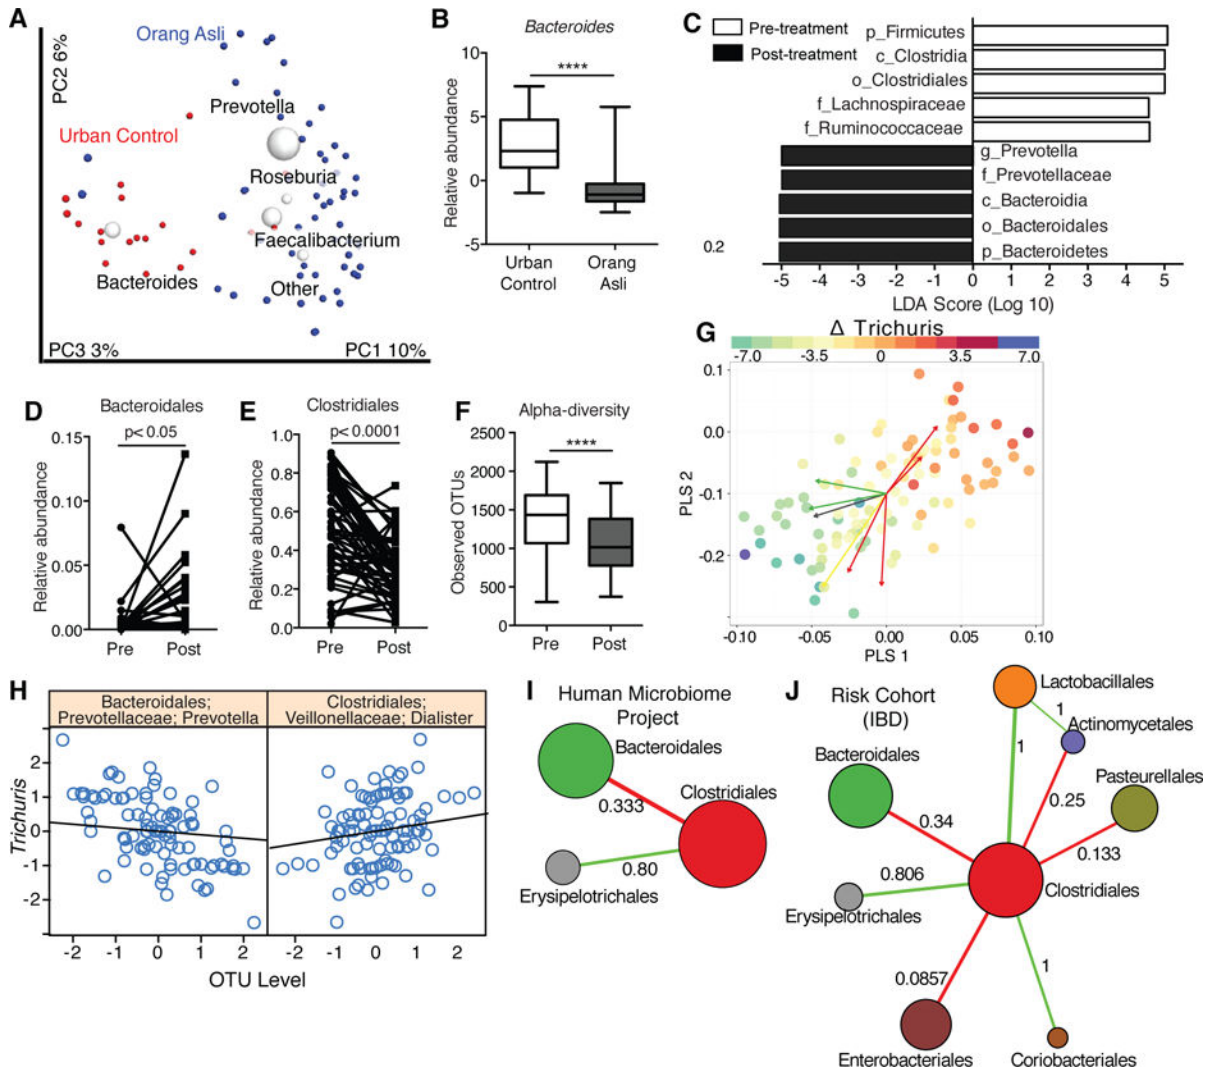 A
Orang Asli
PC2 6%
Prevotella
Urban Control
Roseburia
Faecalibacterium
Bacteroides
Other
PC3 3%
PC1 10%
B
Bacteroides
****
Relative abundance
10
5
0
-5
Urban
Control
Orang
Asli
C
Pre-treatment
Post-treatment
p_Firmicutes
c_Clostridia
o_Clostridiales
f_Lachnospiraceae
f_Ruminococcaceae
g_Prevotella
f_Prevotellaceae
c_Bacteroidia
o_Bacteroidales
p_Bacteroidetes
0.2
-5 -4 -3 -2 -1 0 1 2 3 4 5
LDA Score (Log 10)
D
Bacteroidales
p< 0.05
Relative abundance
0.15
0.10
0.05
0.00
Pre Post
E
Clostridiales
p< 0.0001
Relative abundance
1.0
0.8
0.6
0.4
0.2
0.0
Pre Post
F
Alpha-diversity
****
Observed OTUs
2500
2000
1500
1000
500
0
Pre Post
G
Δ Trichuris
-7.0 -3.5 0 3.5 7.0
PLS 2
0.1
0.0
-0.1
-0.2
-0.10 -0.05 0.00 0.05 0.10
PLS 1
H
Bacteroidales;
Prevotellaceae; Prevotella
Clostridiales;
Veillonellaceae; Dialister
Trichuris
2
1
0
-1
-2
-2 -1 0 1 2
-2 -1 0 1 2
OTU Level
I
Human Microbiome
Project
Bacteroidales
Clostridiales
0.333
0.80
Erysipelotrichales
J
Risk Cohort
(IBD)
Lactobacillales
1
Actinomycetales
Bacteroidales
1
Pasteurellales
0.25
0.34
0.133
0.806
Clostridiales
Erysipelotrichales
0.0857
1
Enterobacteriales
Coriobacteriales